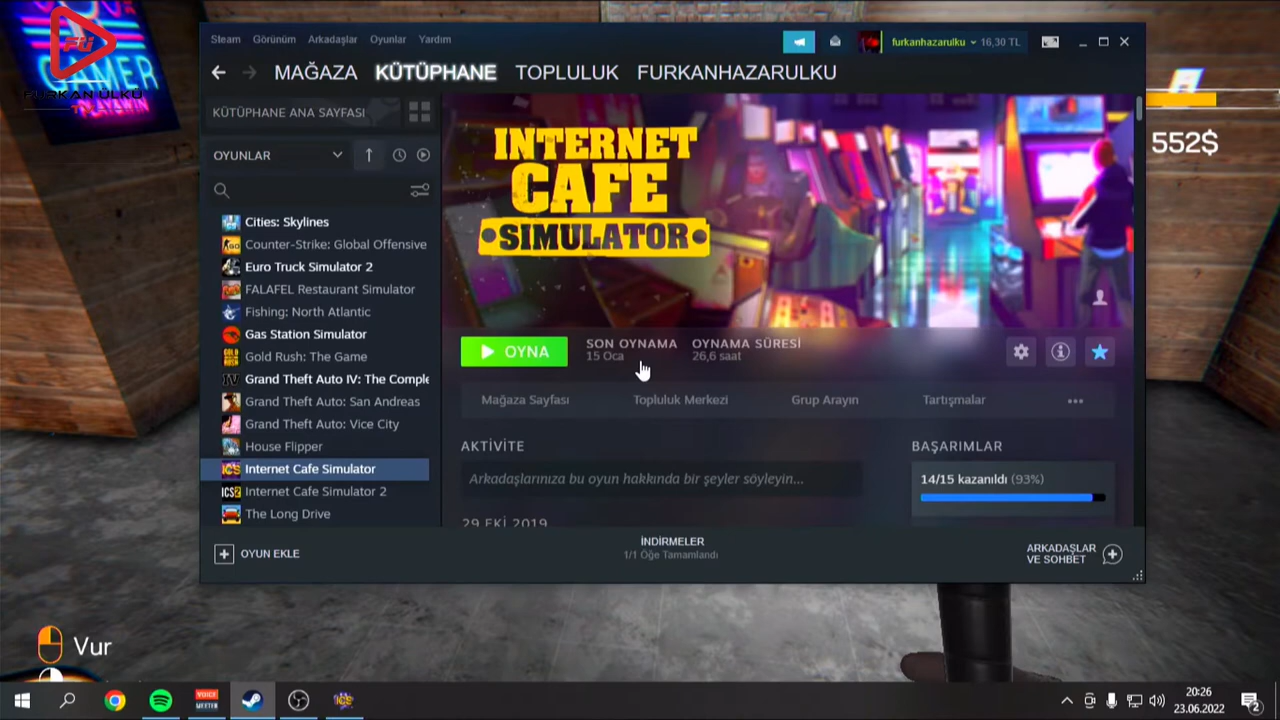 Steam Görünüm Arkadaşlar Oyunlar Yardım
furkanhazarulku 16,30 TL
MAĞAZA KÜTÜPHANE TOPLULUK FURKANHAZARULKU
KÜTÜPHANE ANA SAYFASI
OYUNLAR
Cities: Skylines
Counter-Strike: Global Offensive
Euro Truck Simulator 2
FALAFEL Restaurant Simulator
Fishing: North Atlantic
Gas Station Simulator
Gold Rush: The Game
Grand Theft Auto IV: The Comple
Grand Theft Auto: San Andreas
Grand Theft Auto: Vice City
House Flipper
Internet Cafe Simulator
Internet Cafe Simulator 2
The Long Drive
OYUN EKLE
INTERNET
CAFE
SIMULATOR
OYNA
SON OYNAMA
15 Oca
OYNAMA SÜRESİ
26,6 saat
Mağaza Sayfası Topluluk Merkezi Grup Arayın Tartışmalar
AKTİVİTE
Arkadaşlarınıza bu oyun hakkında bir şeyler söyleyin...
29 EKİ 2019
BAŞARIMLAR
14/15 kazanıldı (93%)
İNDİRMELER
1/1 Öğe Tamamlandı
ARKADAŞLAR
VE SOHBET
552$
GAMER
FURKAN ÜLKÜ
Vur
VOICE
MEETER
20:26
23.06.2022
2